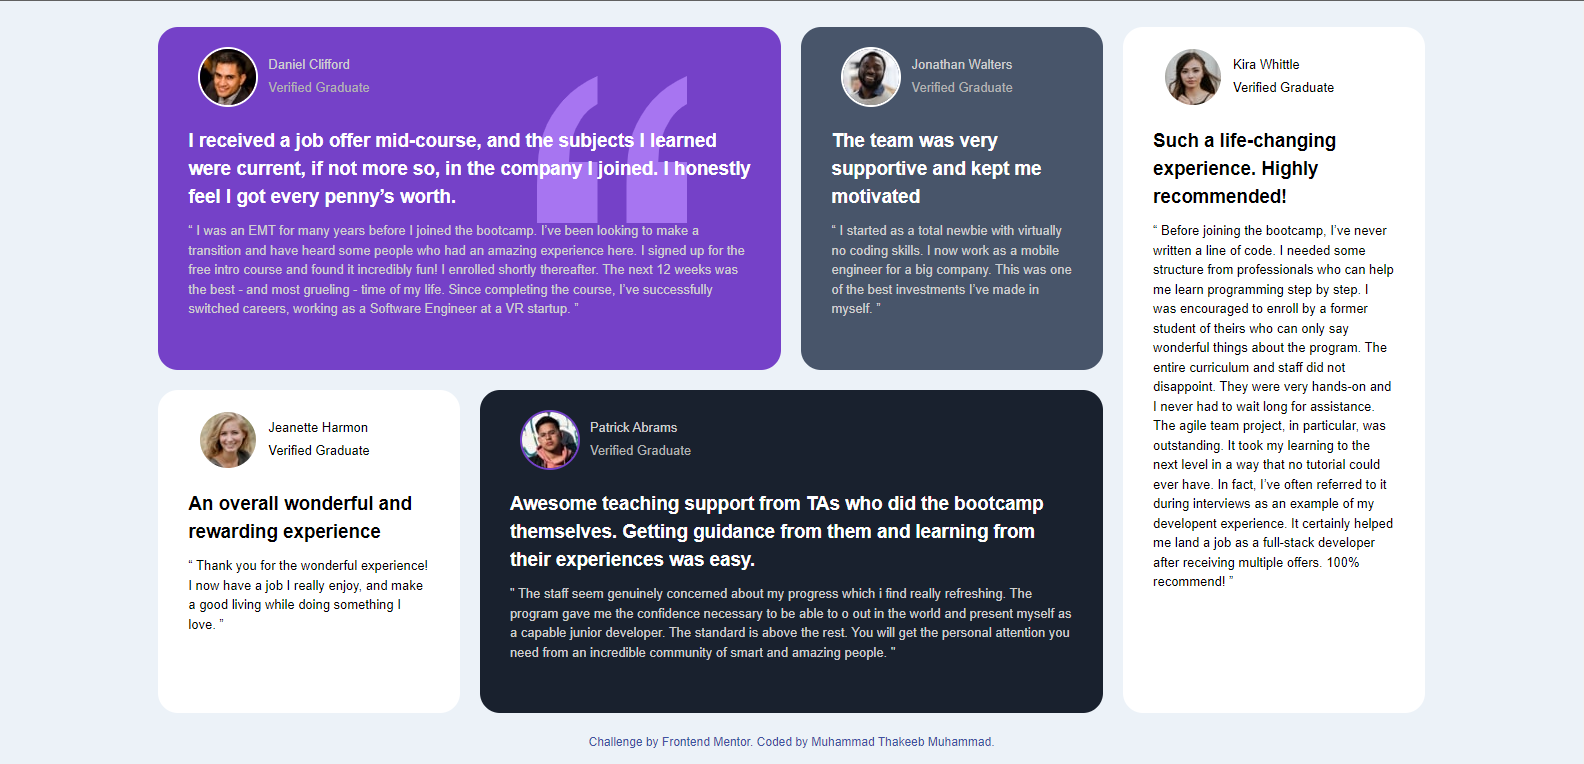 Daniel Clifford
Verified Graduate
I received a job offer mid-course, and the subjects I learned
were current, if not more so, in the company I joined. I honestly
feel I got every penny’s worth.
“ I was an EMT for many years before I joined the bootcamp. I’ve been looking to make a
transition and have heard some people who had an amazing experience here. I signed up for the
free intro course and found it incredibly fun! I enrolled shortly thereafter. The next 12 weeks was
the best - and most grueling - time of my life. Since completing the course, I’ve successfully
switched careers, working as a Software Engineer at a VR startup. ”
Jonathan Walters
Verified Graduate
The team was very
supportive and kept me
motivated
“ I started as a total newbie with virtually
no coding skills. I now work as a mobile
engineer for a big company. This was one
of the best investments I’ve made in
myself. ”
Kira Whittle
Verified Graduate
Such a life-changing
experience. Highly
recommended!
“ Before joining the bootcamp, I’ve never
written a line of code. I needed some
structure from professionals who can help
me learn programming step by step. I
was encouraged to enroll by a former
student of theirs who can only say
wonderful things about the program. The
entire curriculum and staff did not
disappoint. They were very hands-on and
I never had to wait long for assistance.
The agile team project, in particular, was
outstanding. It took my learning to the
next level in a way that no tutorial could
ever have. In fact, I’ve often referred to it
during interviews as an example of my
developent experience. It certainly helped
me land a job as a full-stack developer
after receiving multiple offers. 100%
recommend! ”
Jeanette Harmon
Verified Graduate
An overall wonderful and
rewarding experience
“ Thank you for the wonderful experience!
I now have a job I really enjoy, and make
a good living while doing something I
love. ”
Patrick Abrams
Verified Graduate
Awesome teaching support from TAs who did the bootcamp
themselves. Getting guidance from them and learning from
their experiences was easy.
" The staff seem genuinely concerned about my progress which i find really refreshing. The
program gave me the confidence necessary to be able to o out in the world and present myself as
a capable junior developer. The standard is above the rest. You will get the personal attention you
need from an incredible community of smart and amazing people. "
Challenge by Frontend Mentor. Coded by Muhammad Thakeeb Muhammad.